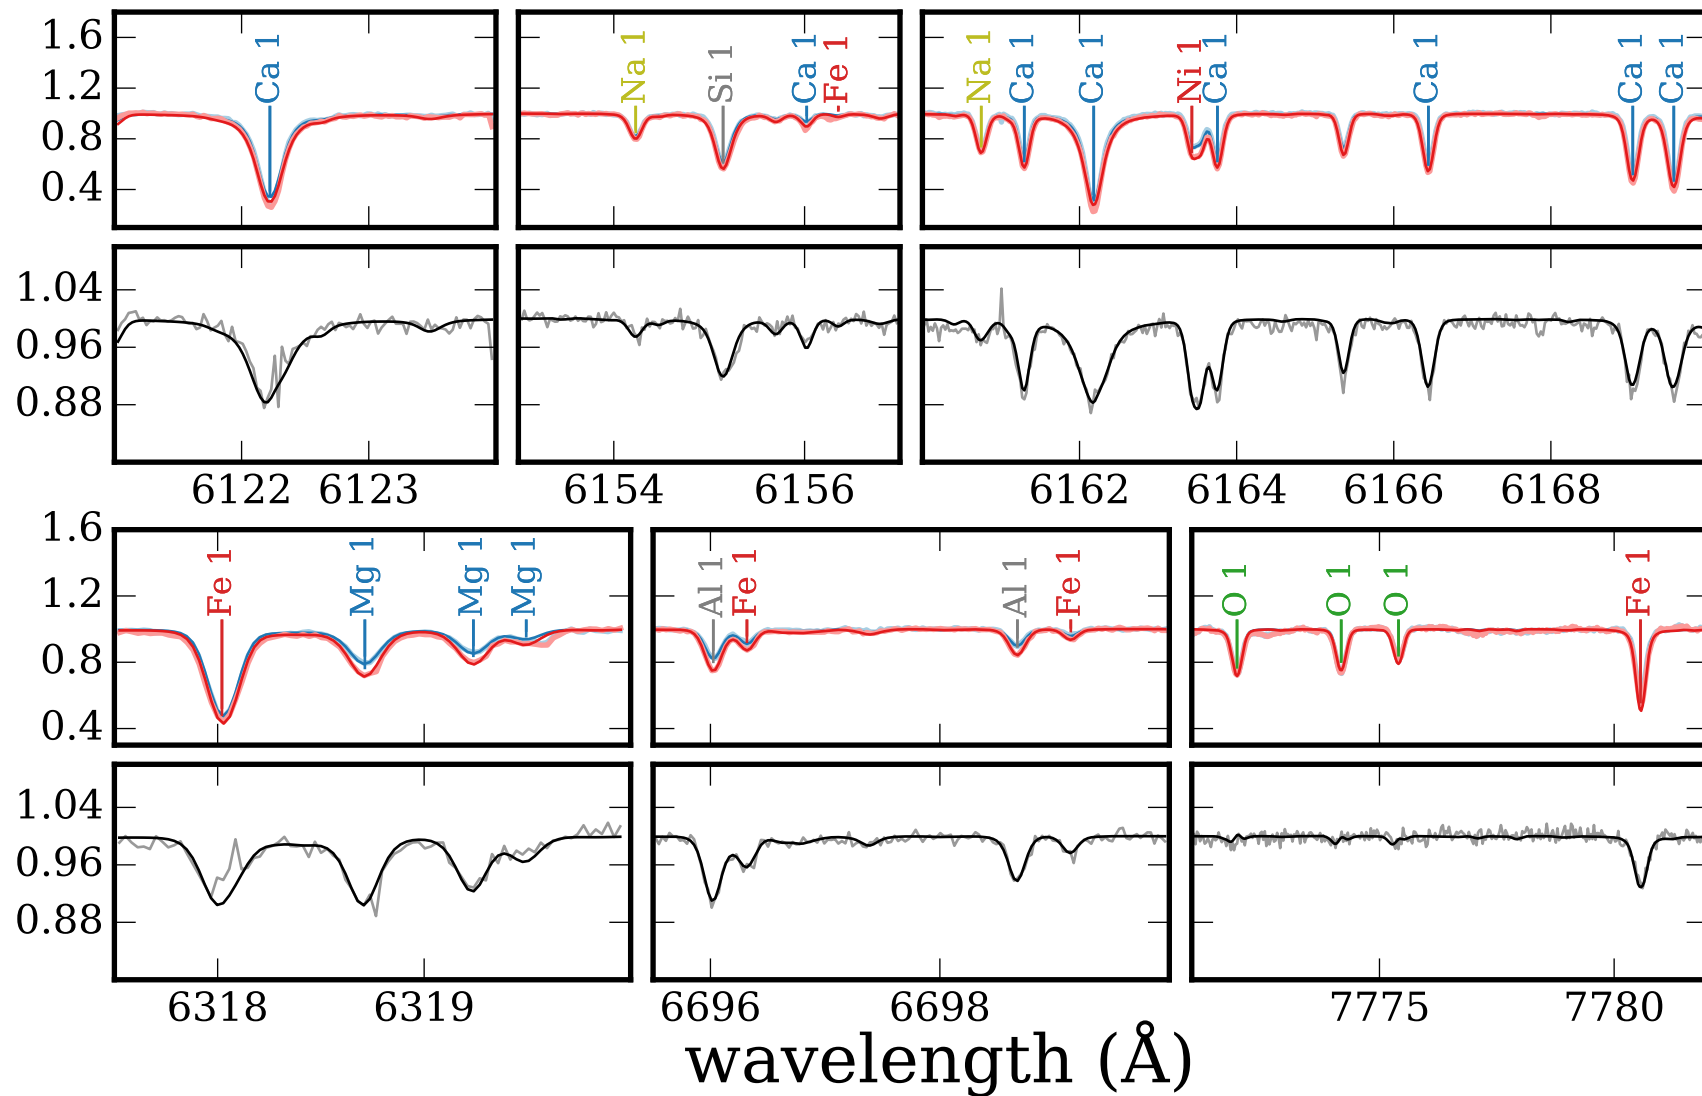 1.6
1.2
0.8
0.4
Ca 1
Na 1
Si 1
Ca 1
Fe 1
Na 1
Ca 1
Ca 1
Ni 1
Ca 1
Ca 1
Ca 1
Ca 1
1.04
0.96
0.88
6122 6123 6154 6156 6162 6164 6166 6168
1.6
1.2
0.8
0.4
Fe 1
Mg 1
Mg 1
Mg 1
Al 1
Fe 1
Al 1
Fe 1
O 1
O 1
O 1
Fe 1
1.04
0.96
0.88
6318 6319 6696 6698 7775 7780
wavelength (Å)